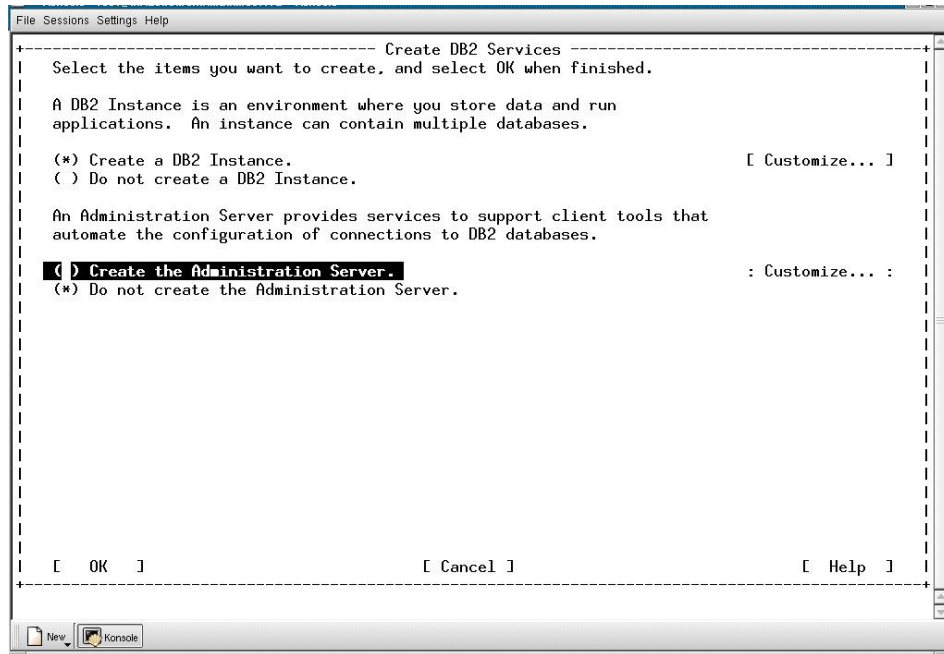 File Sessions Settings Help
Create DB2 Services
Select the items you want to create, and select OK when finished.
A DB2 Instance is an environment where you store data and run
applications. An instance can contain multiple databases.
(*) Create a DB2 Instance. [ Customize... ]
( ) Do not create a DB2 Instance.
An Administration Server provides services to support client tools that
automate the configuration of connections to DB2 databases.
( ) Create the Administration Server. : Customize... :
(*) Do not create the Administration Server.
[ OK ] [ Cancel ] [ Help ]
New Konsole